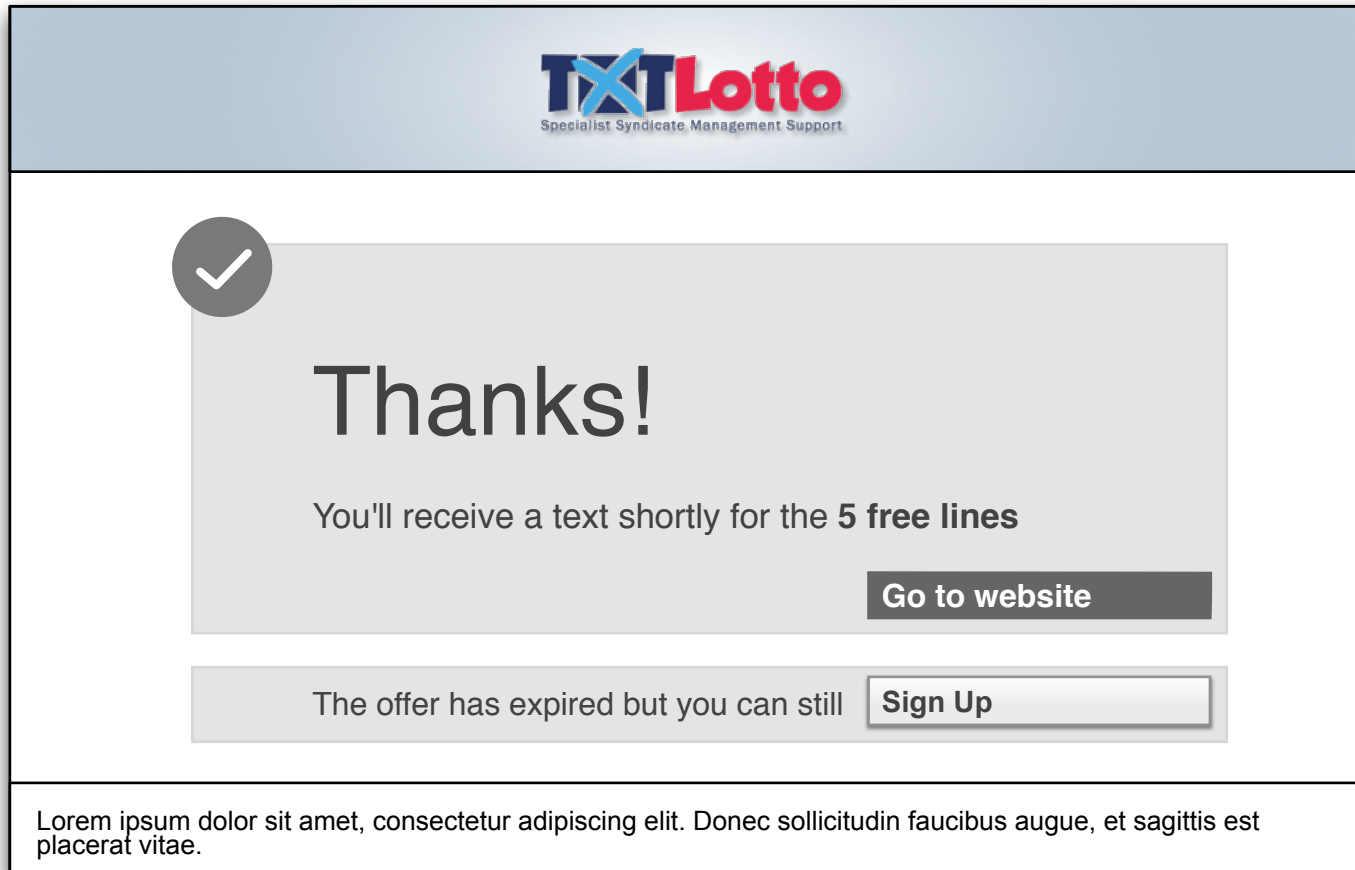 TXTLotto
Specialist Syndicate Management Support
Thanks!
You'll receive a text shortly for the 5 free lines
Go to website
The offer has expired but you can still
Sign Up
Lorem ipsum dolor sit amet, consectetur adipiscing elit. Donec sollicitudin faucibus augue, et sagittis est
placerat vitae.